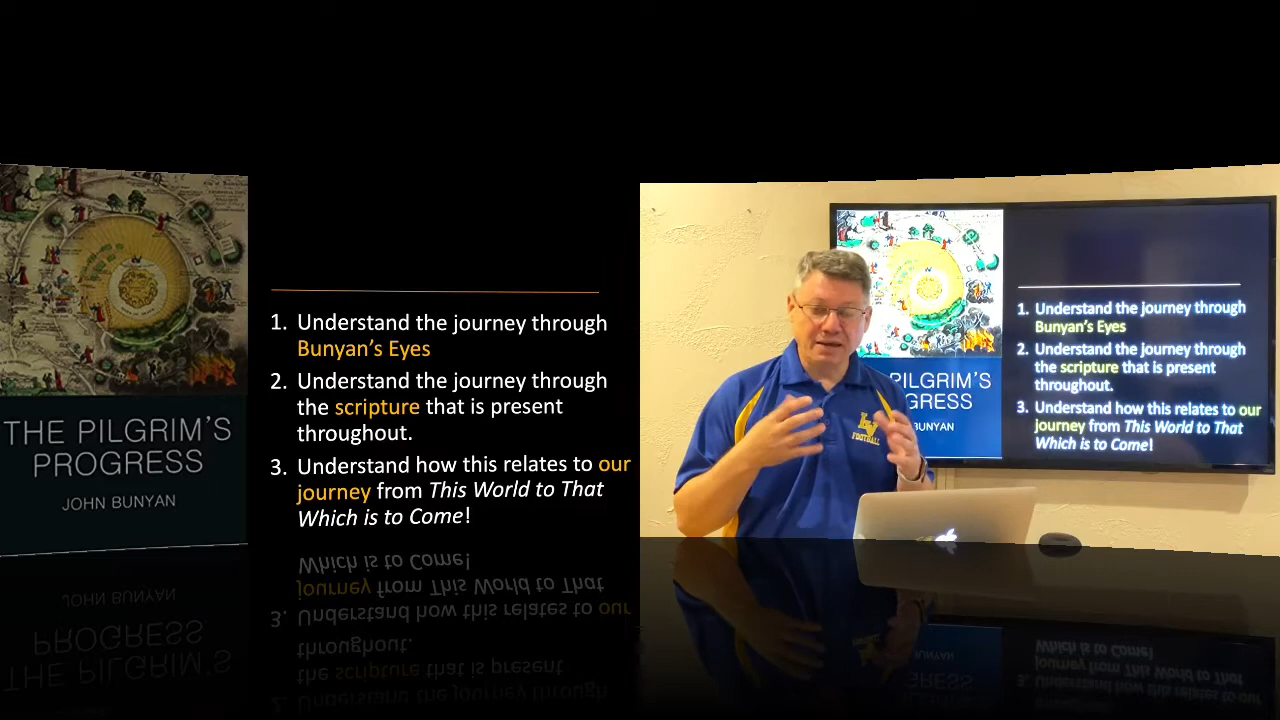 THE PILGRIM'S
PROGRESS
JOHN BUNYAN
1. Understand the journey through
Bunyan's Eyes
2. Understand the journey through
the scripture that is present
throughout.
3. Understand how this relates to our
journey from This World to That
Which is to Come!
PILGRIM'S
GRESS
BUNYAN
1. Understand the journey through
Bunyan's Eyes
2. Understand the journey through
the scripture that is present
throughout.
3. Understand how this relates to our
journey from This World to That
Which is to Come!
LV
FOOTBALL